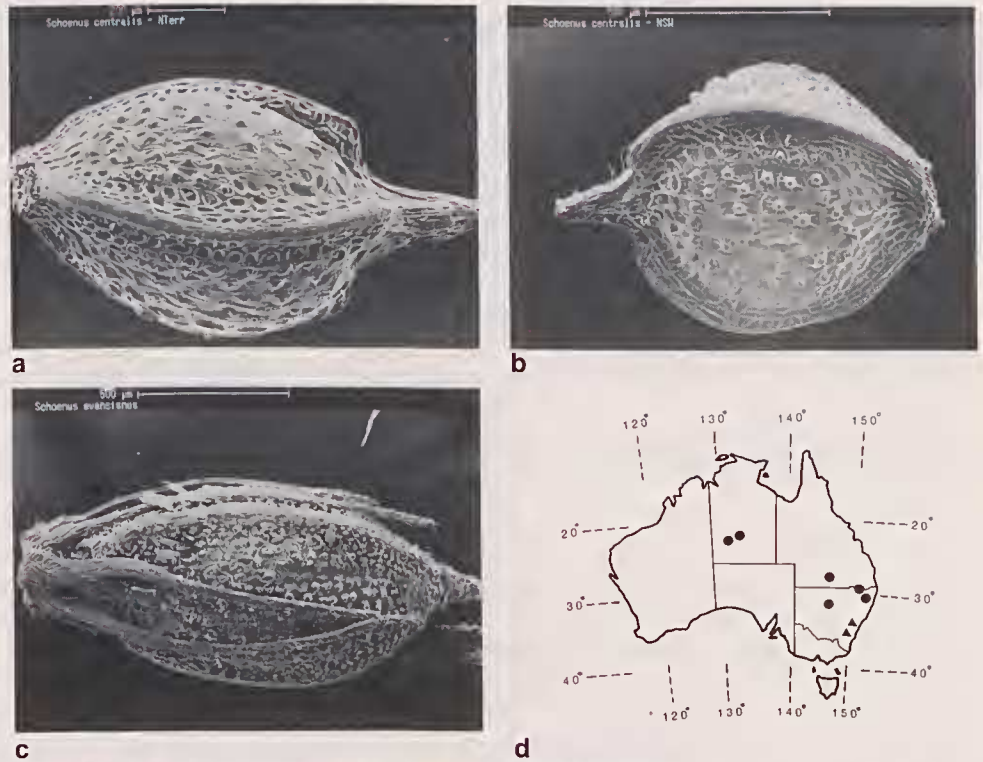 Schoenus centralis - NTerr
a
Schoenus centralis - NSW
b
500 µm
Schoenus evansianus
c
120° 130° 140° 150°
20° 20°
30° 30°
40° 40°
120° 130° 140° 150°
d